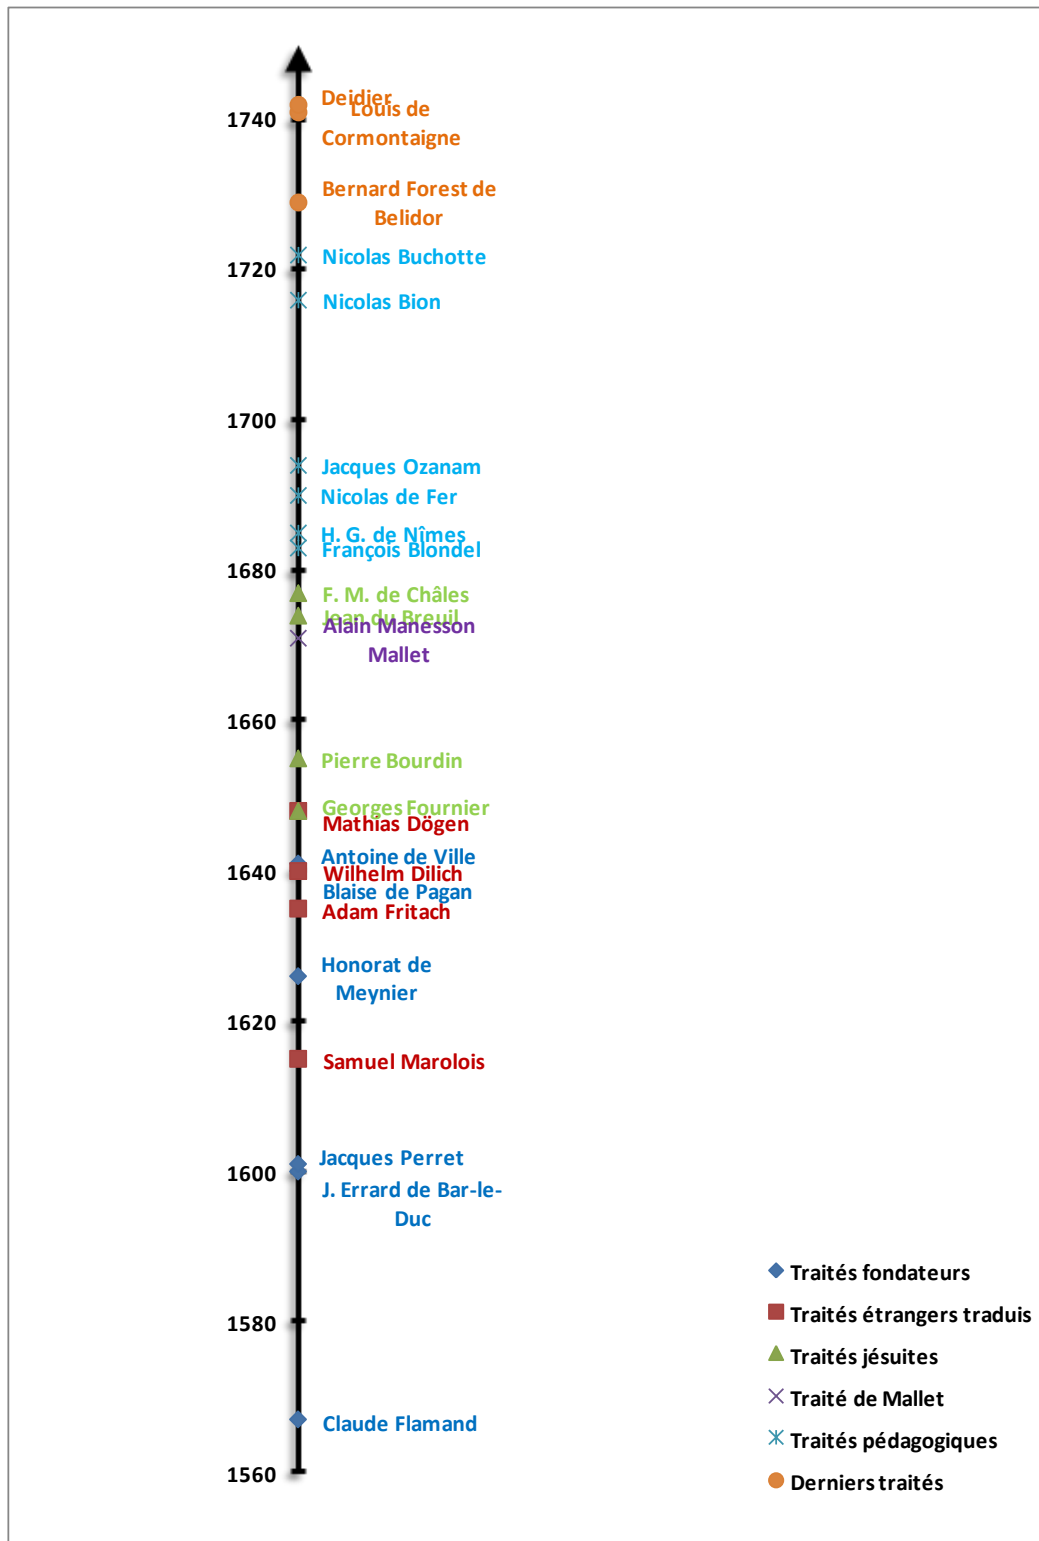 Deidier
1740
Louis de
Cormontaigne
Bernard Forest de
Belidor
Nicolas Buchotte
1720
Nicolas Bion
1700
Jacques Ozanam
Nicolas de Fer
H. G. de Nîmes
François Blondel
1680
F. M. de Châles
Jean du Breuil
Alain Manesson
Mallet
1660
Pierre Bourdin
Georges Fournier
Mathias Dögen
Antoine de Ville
1640
Wilhelm Dilich
Blaise de Pagan
Adam Fritach
Honorat de
Meynier
1620
Samuel Marolois
Jacques Perret
1600
J. Errard de Bar-le-
Duc
1580
Claude Flamand
1560
Traités fondateurs
Traités étrangers traduis
Traités jésuites
Traité de Mallet
Traités pédagogiques
Derniers traités